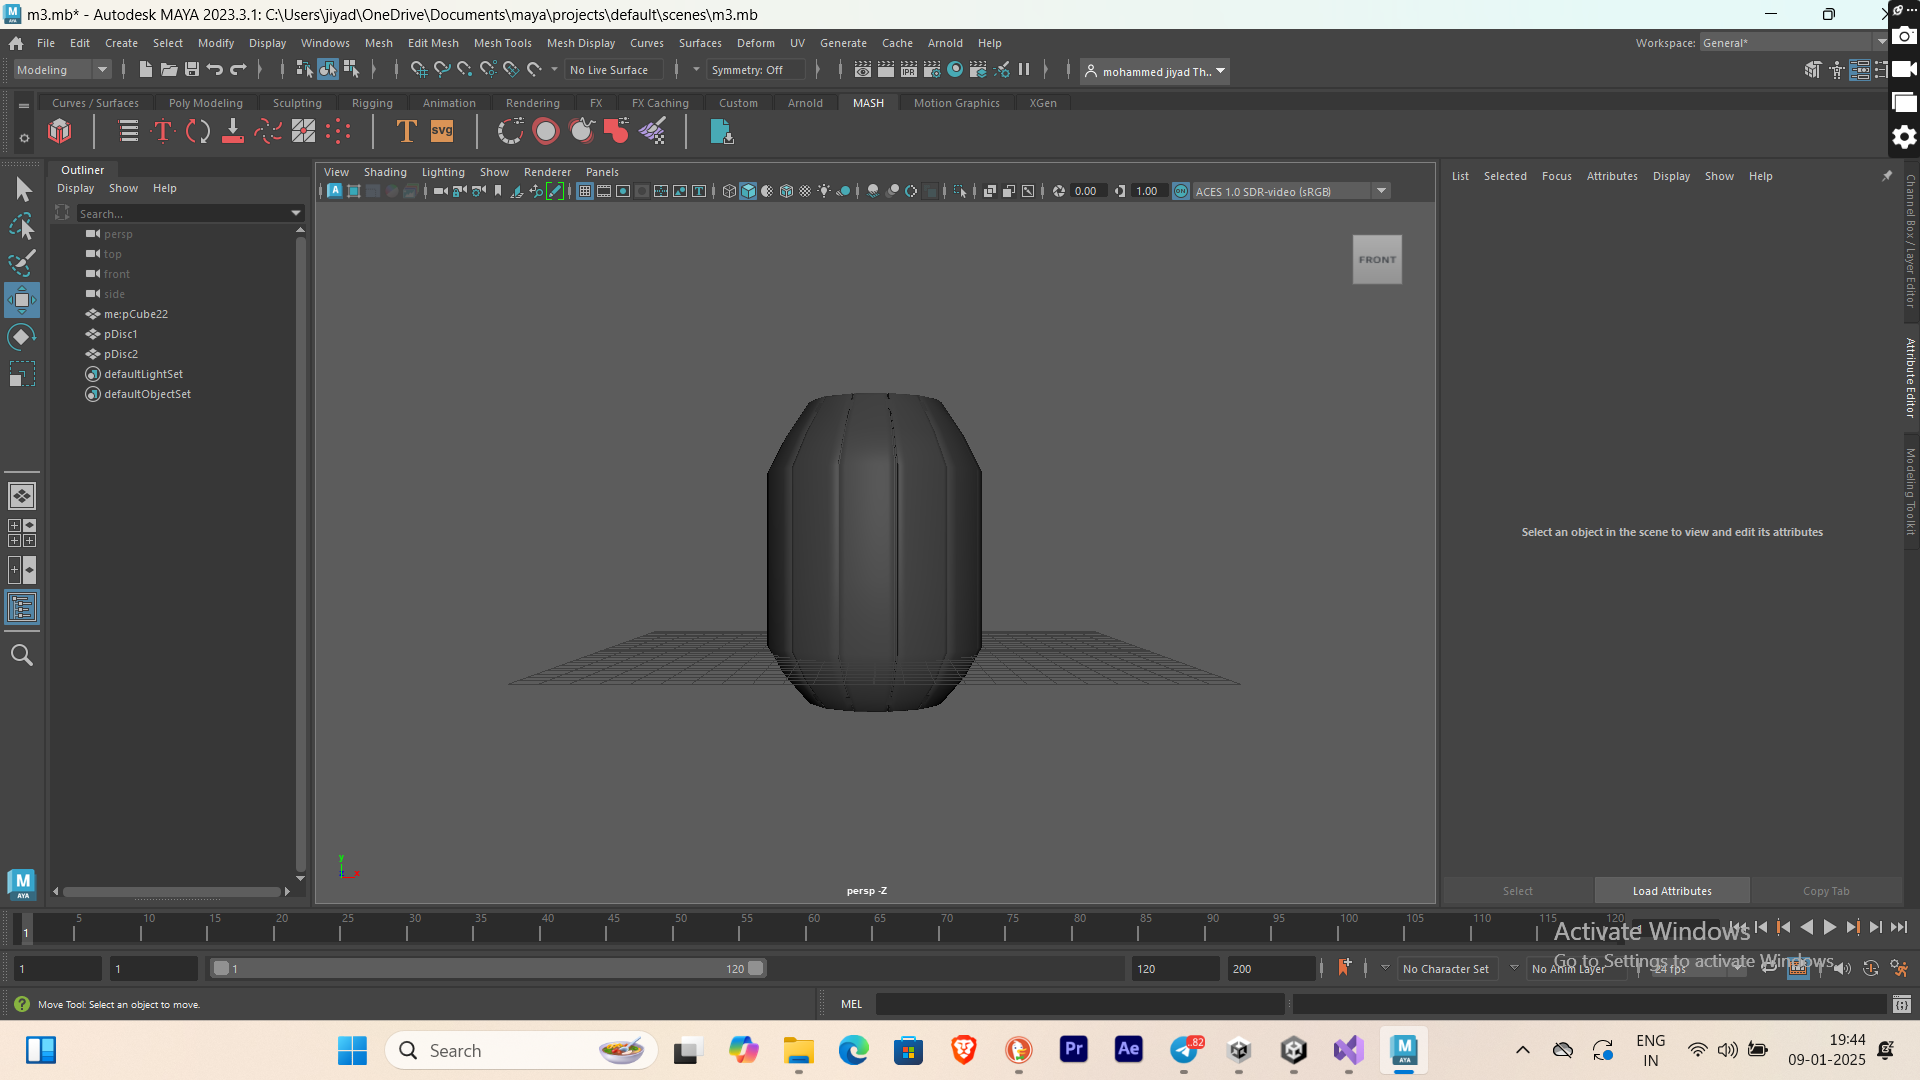 m3.mb* - Autodesk MAYA 2023.3.1: C:\Users\jiyad\OneDrive\Documents\maya\projects\default\scenes\m3.mb
File Edit Create Select Modify Display Windows Mesh Edit Mesh Mesh Tools Mesh Display Curves Surfaces Deform UV Generate Cache Arnold Help Workspace: General*
Modeling No Live Surface Symmetry: Off IPR mohammed jiyad Th..
Curves / Surfaces Poly Modeling Sculpting Rigging Animation Rendering FX FX Caching Custom Arnold MASH Motion Graphics XGen
T T svg
Outliner
Display Show Help
Search...
persp
top
front
side
me:pCube22
pDisc1
pDisc2
defaultLightSet
defaultObjectSet
View Shading Lighting Show Renderer Panels
A 0.00 1.00 ON ACES 1.0 SDR-video (sRGB)
FRONT
y
z x
persp -Z
List Selected Focus Attributes Display Show Help
Select an object in the scene to view and edit its attributes
Select Load Attributes Copy Tab
Channel Box / Layer Editor
Attribute Editor
Modeling Toolkit
M
AYA
5 10 15 20 25 30 35 40 45 50 55 60 65 70 75 80 85 90 95 100 105 110 115 120
1
1 1 1 120 120 200 No Character Set No Anim Layer 24 fps
Activate Windows
Go to Settings to activate Windows.
Move Tool: Select an object to move. MEL
Search Pr Ae 82 M AYA
ENG
IN
19:44
09-01-2025